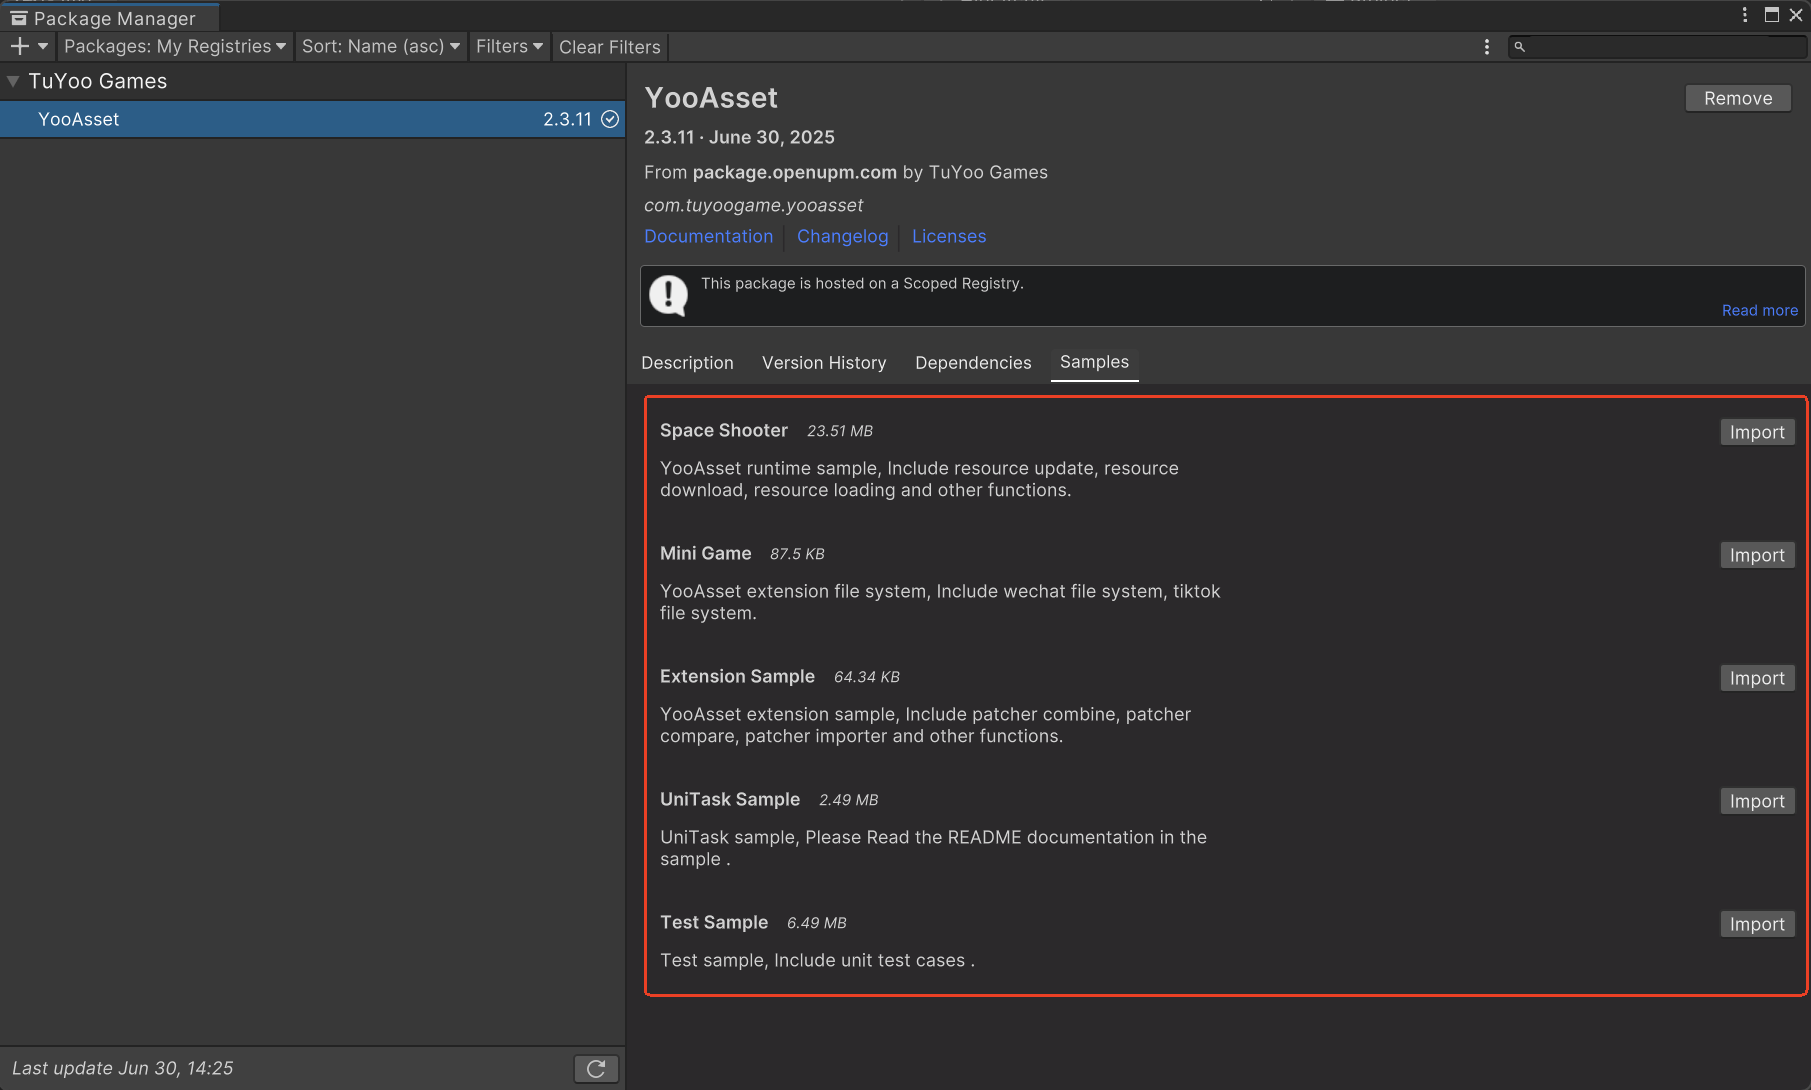 Package Manager
Packages: My Registries
Sort: Name (asc)
Filters
Clear Filters
TuYoo Games
YooAsset 2.3.11
Last update Jun 30, 14:25
YooAsset
Remove
2.3.11 · June 30, 2025
From package.openupm.com by TuYoo Games
com.tuyoogame.yooasset
Documentation Changelog Licenses
This package is hosted on a Scoped Registry.
Read more
Description Version History Dependencies Samples
Space Shooter 23.51 MB
Import
YooAsset runtime sample, Include resource update, resource
download, resource loading and other functions.
Mini Game 87.5 KB
Import
YooAsset extension file system, Include wechat file system, tiktok
file system.
Extension Sample 64.34 KB
Import
YooAsset extension sample, Include patcher combine, patcher
compare, patcher importer and other functions.
UniTask Sample 2.49 MB
Import
UniTask sample, Please Read the README documentation in the
sample .
Test Sample 6.49 MB
Import
Test sample, Include unit test cases .